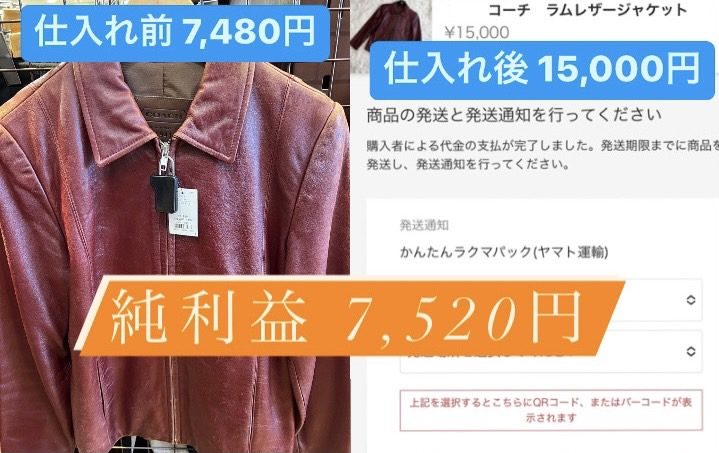 仕入れ前 7,480円
コーチ ラムレザージャケット
¥15,000
仕入れ後 15,000円
商品の発送と発送通知を行ってください
購入者による代金の支払が完了しました。発送期限までに商品を
発送し、発送通知を行ってください。
COACH
発送通知
かんたんラクマパック(ヤマト運輸)
純利益 7,520円
上記を選択するとこちらにQRコード、またはバーコードが表
示されます